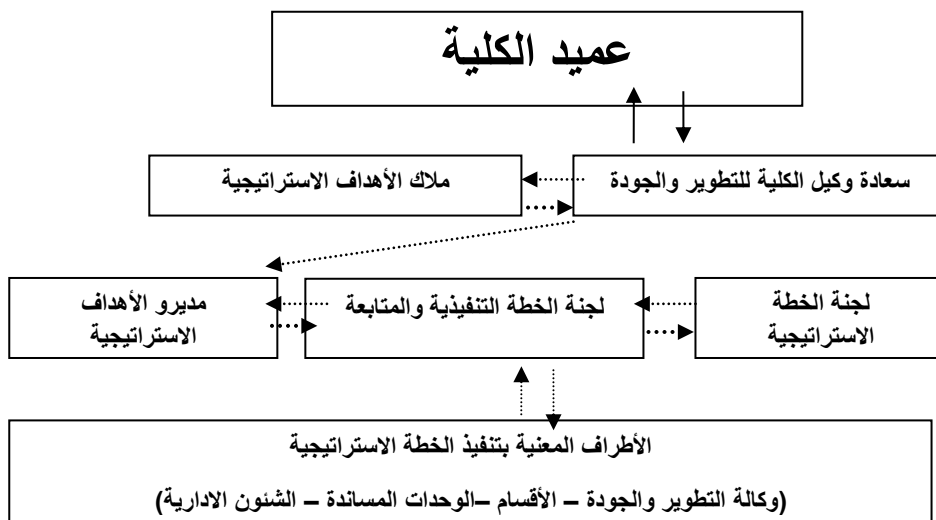 عميد الكلية
سعادة وكيل الكلية للتطوير والجودة
ملاك الأهداف الاستراتيجية
لجنة الخطة
الاستراتيجية
لجنة الخطة التنفيذية والمتابعة
مديرو الأهداف
الاستراتيجية
الأطراف المعنية بتنفيذ الخطة الاستراتيجية
(وكالة التطوير والجودة – الأقسام –الوحدات المساندة – الشئون الادارية)